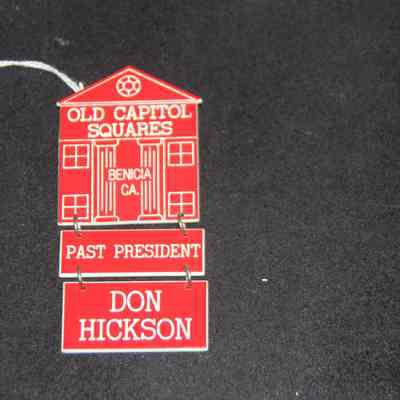 OLD CAPITOL
SQUARES
BENICIA
CA.
PAST PRESIDENT
DON
HICKSON